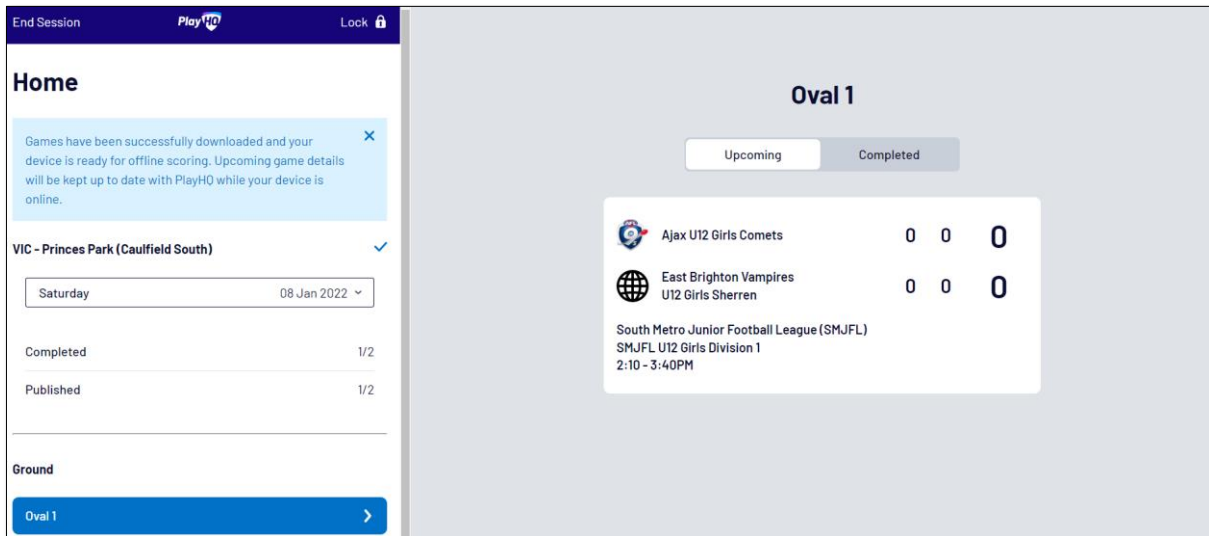 End Session
PlayHQ
Lock
Home
Games have been successfully downloaded and your
device is ready for offline scoring. Upcoming game details
will be kept up to date with PlayHQ while your device is
online.
VIC - Princes Park (Caulfield South)
Saturday 08 Jan 2022
Completed 1/2
Published 1/2
Ground
Oval 1
Oval 1
Upcoming Completed
Ajax U12 Girls Comets 0 0 0
East Brighton Vampires
U12 Girls Sherren 0 0 0
South Metro Junior Football League (SMJFL)
SMJFL U12 Girls Division 1
2:10 - 3:40PM